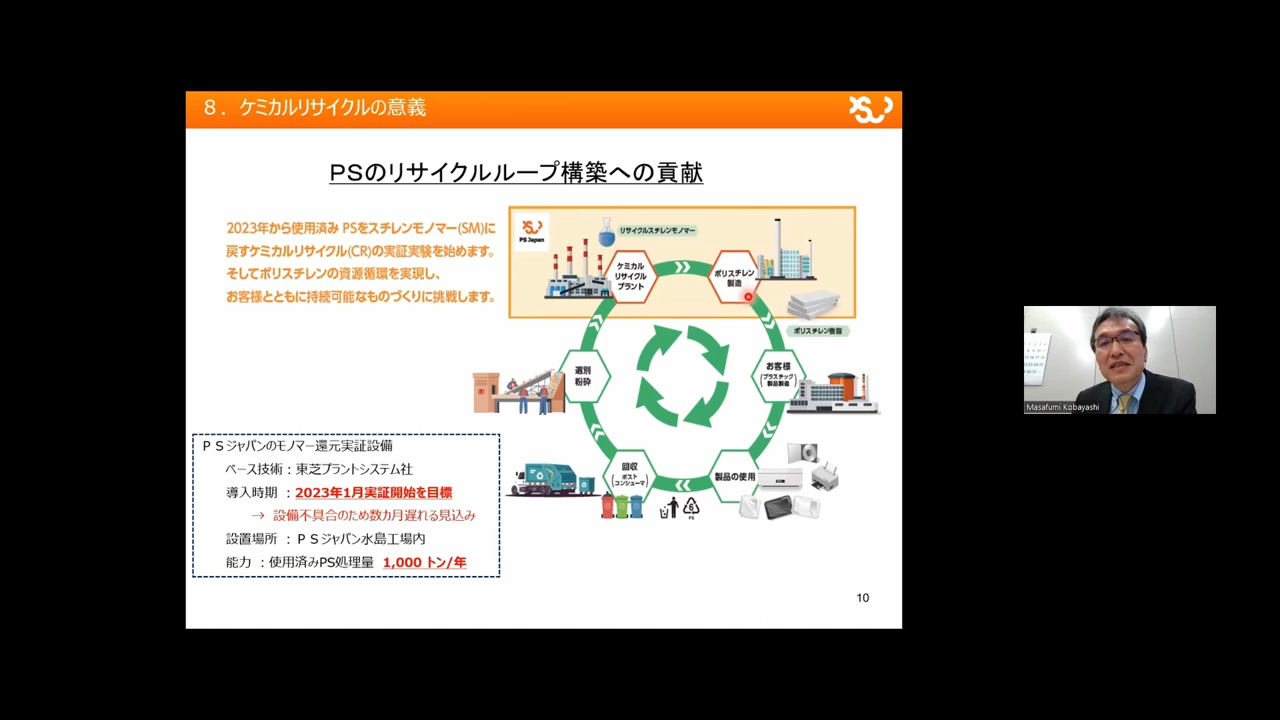 ８．ケミカルリサイクルの意義
PSのリサイクルループ構築への貢献
2023年から使用済み PSをスチレンモノマー(SM)に
戻すケミカルリサイクル(CR)の実証実験を始めます。
そしてポリスチレンの資源循環を実現し、
お客様とともに持続可能なものづくりに挑戦します。
PS Japan
リサイクルスチレンモノマー
ケミカル
リサイクル
プラント
ポリスチレン
製造
ポリスチレン樹脂
お客様
(プラスチック
製品製造)
製品の使用
回収
(ポスト
コンシューマ)
選別
粉砕
6
PS
ＰＳジャパンのモノマー還元実証設備
ベース技術：東芝プラントシステム社
導入時期 ：2023年1月実証開始を目標
→ 設備不具合のため数カ月遅れる見込み
設置場所 ：ＰＳジャパン水島工場内
能力 ：使用済みPS処理量 1,000 トン/年
10
Masafumi Kobayashi